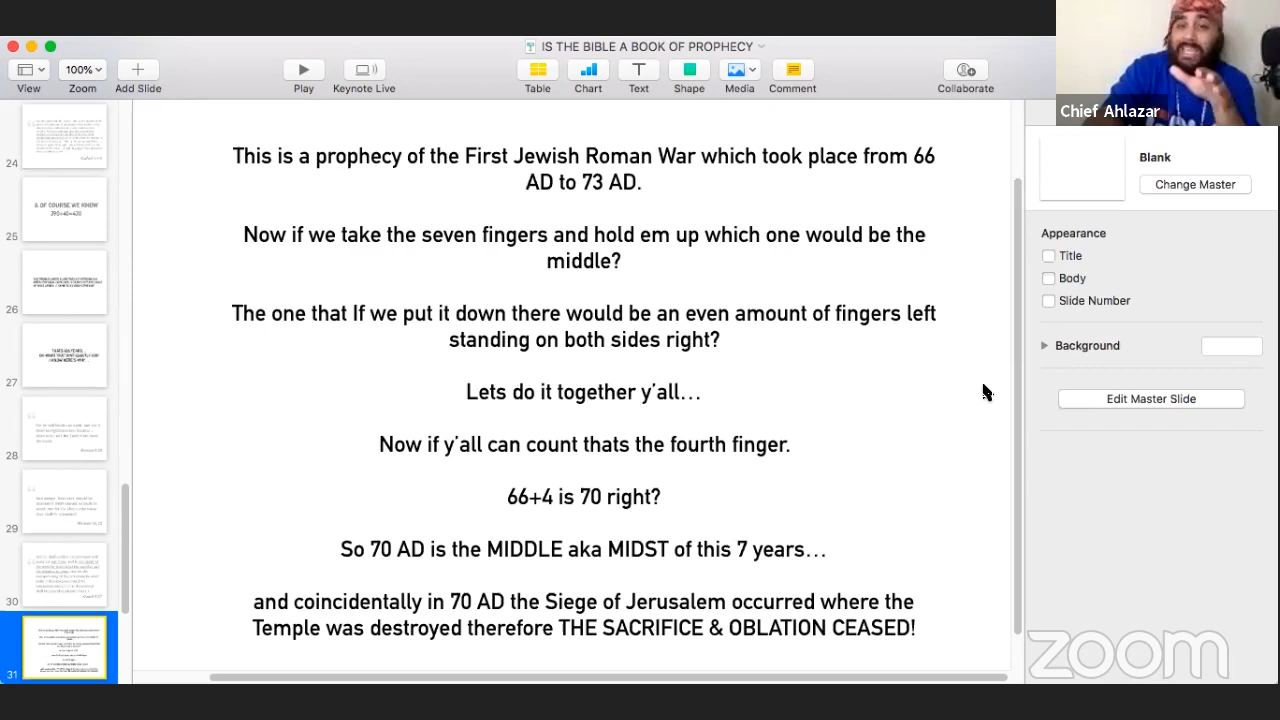 IS THE BIBLE A BOOK OF PROPHECY
View
100%
Zoom
Add Slide
Play
Keynote Live
Table
Chart
Text
Shape
Media
Comment
Collaborate
Chief Ahlazar
24
& OF COURSE WE KNOW
390+40=430
25
26
27
28
29
30
31
This is a prophecy of the First Jewish Roman War which took place from 66
AD to 73 AD.
Now if we take the seven fingers and hold em up which one would be the
middle?
The one that If we put it down there would be an even amount of fingers left
standing on both sides right?
Lets do it together y'all...
Now if y'all can count thats the fourth finger.
66+4 is 70 right?
So 70 AD is the MIDDLE aka MIDST of this 7 years...
and coincidentally in 70 AD the Siege of Jerusalem occurred where the
Temple was destroyed therefore THE SACRIFICE & OBLATION CEASED!
Blank
Change Master
Appearance
Title
Body
Slide Number
Background
Edit Master Slide
zoom